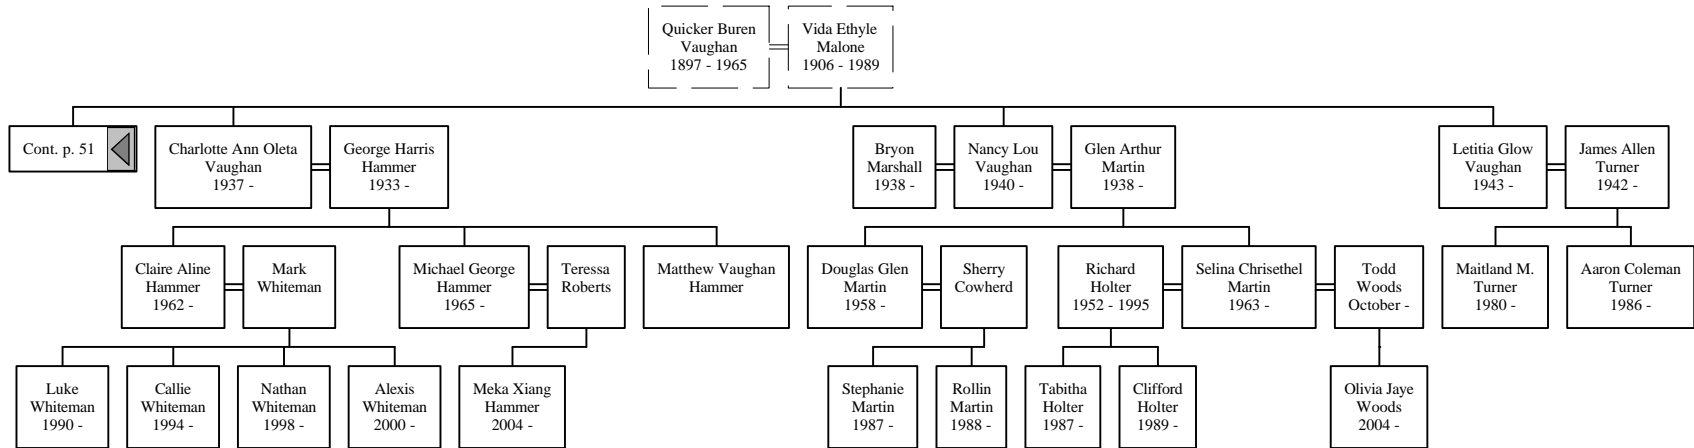 Quicker Buren
Vaughan
1897 - 1965
Vida Ethyle
Malone
1906 - 1989
Cont. p. 51
Charlotte Ann Oleta
Vaughan
1937 -
George Harris
Hammer
1933 -
Bryon
Marshall
1938 -
Nancy Lou
Vaughan
1940 -
Glen Arthur
Martin
1938 -
Letitia Glow
Vaughan
1943 -
James Allen
Turner
1942 -
Claire Aline
Hammer
1962 -
Mark
Whiteman
Michael George
Hammer
1965 -
Teressa
Roberts
Matthew Vaughan
Hammer
Douglas Glen
Martin
1958 -
Sherry
Cowherd
Richard
Holter
1952 - 1995
Selina Chrisethel
Martin
1963 -
Todd
Woods
October -
Maitland M.
Turner
1980 -
Aaron Coleman
Turner
1986 -
Luke
Whiteman
1990 -
Callie
Whiteman
1994 -
Nathan
Whiteman
1998 -
Alexis
Whiteman
2000 -
Meka Xiang
Hammer
2004 -
Stephanie
Martin
1987 -
Rollin
Martin
1988 -
Tabitha
Holter
1987 -
Clifford
Holter
1989 -
Olivia Jaye
Woods
2004 -